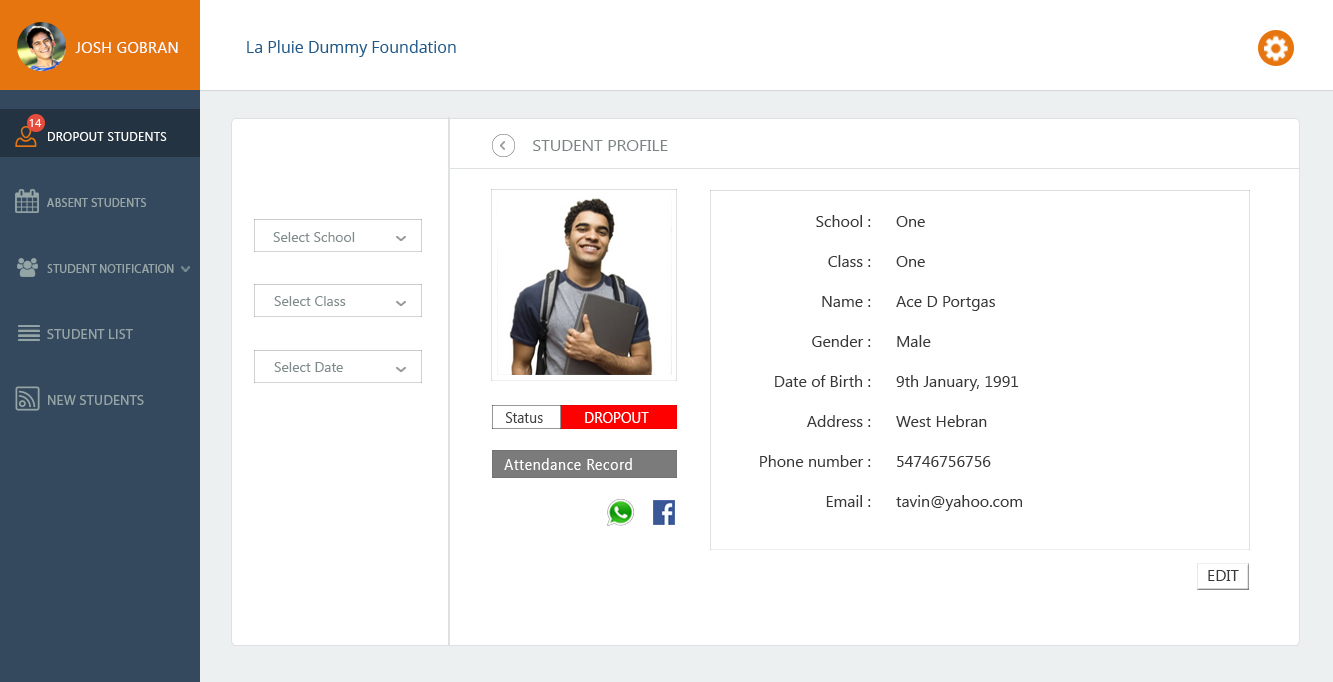 JOSH GOBRAN
La Pluie Dummy Foundation
14
DROPOUT STUDENTS
ABSENT STUDENTS
STUDENT NOTIFICATION
STUDENT LIST
NEW STUDENTS
Select School
Select Class
Select Date
STUDENT PROFILE
Status DROPOUT
Attendance Record
School : One
Class : One
Name : Ace D Portgas
Gender : Male
Date of Birth : 9th January, 1991
Address : West Hebran
Phone number : 54746756756
Email : tavin@yahoo.com
EDIT